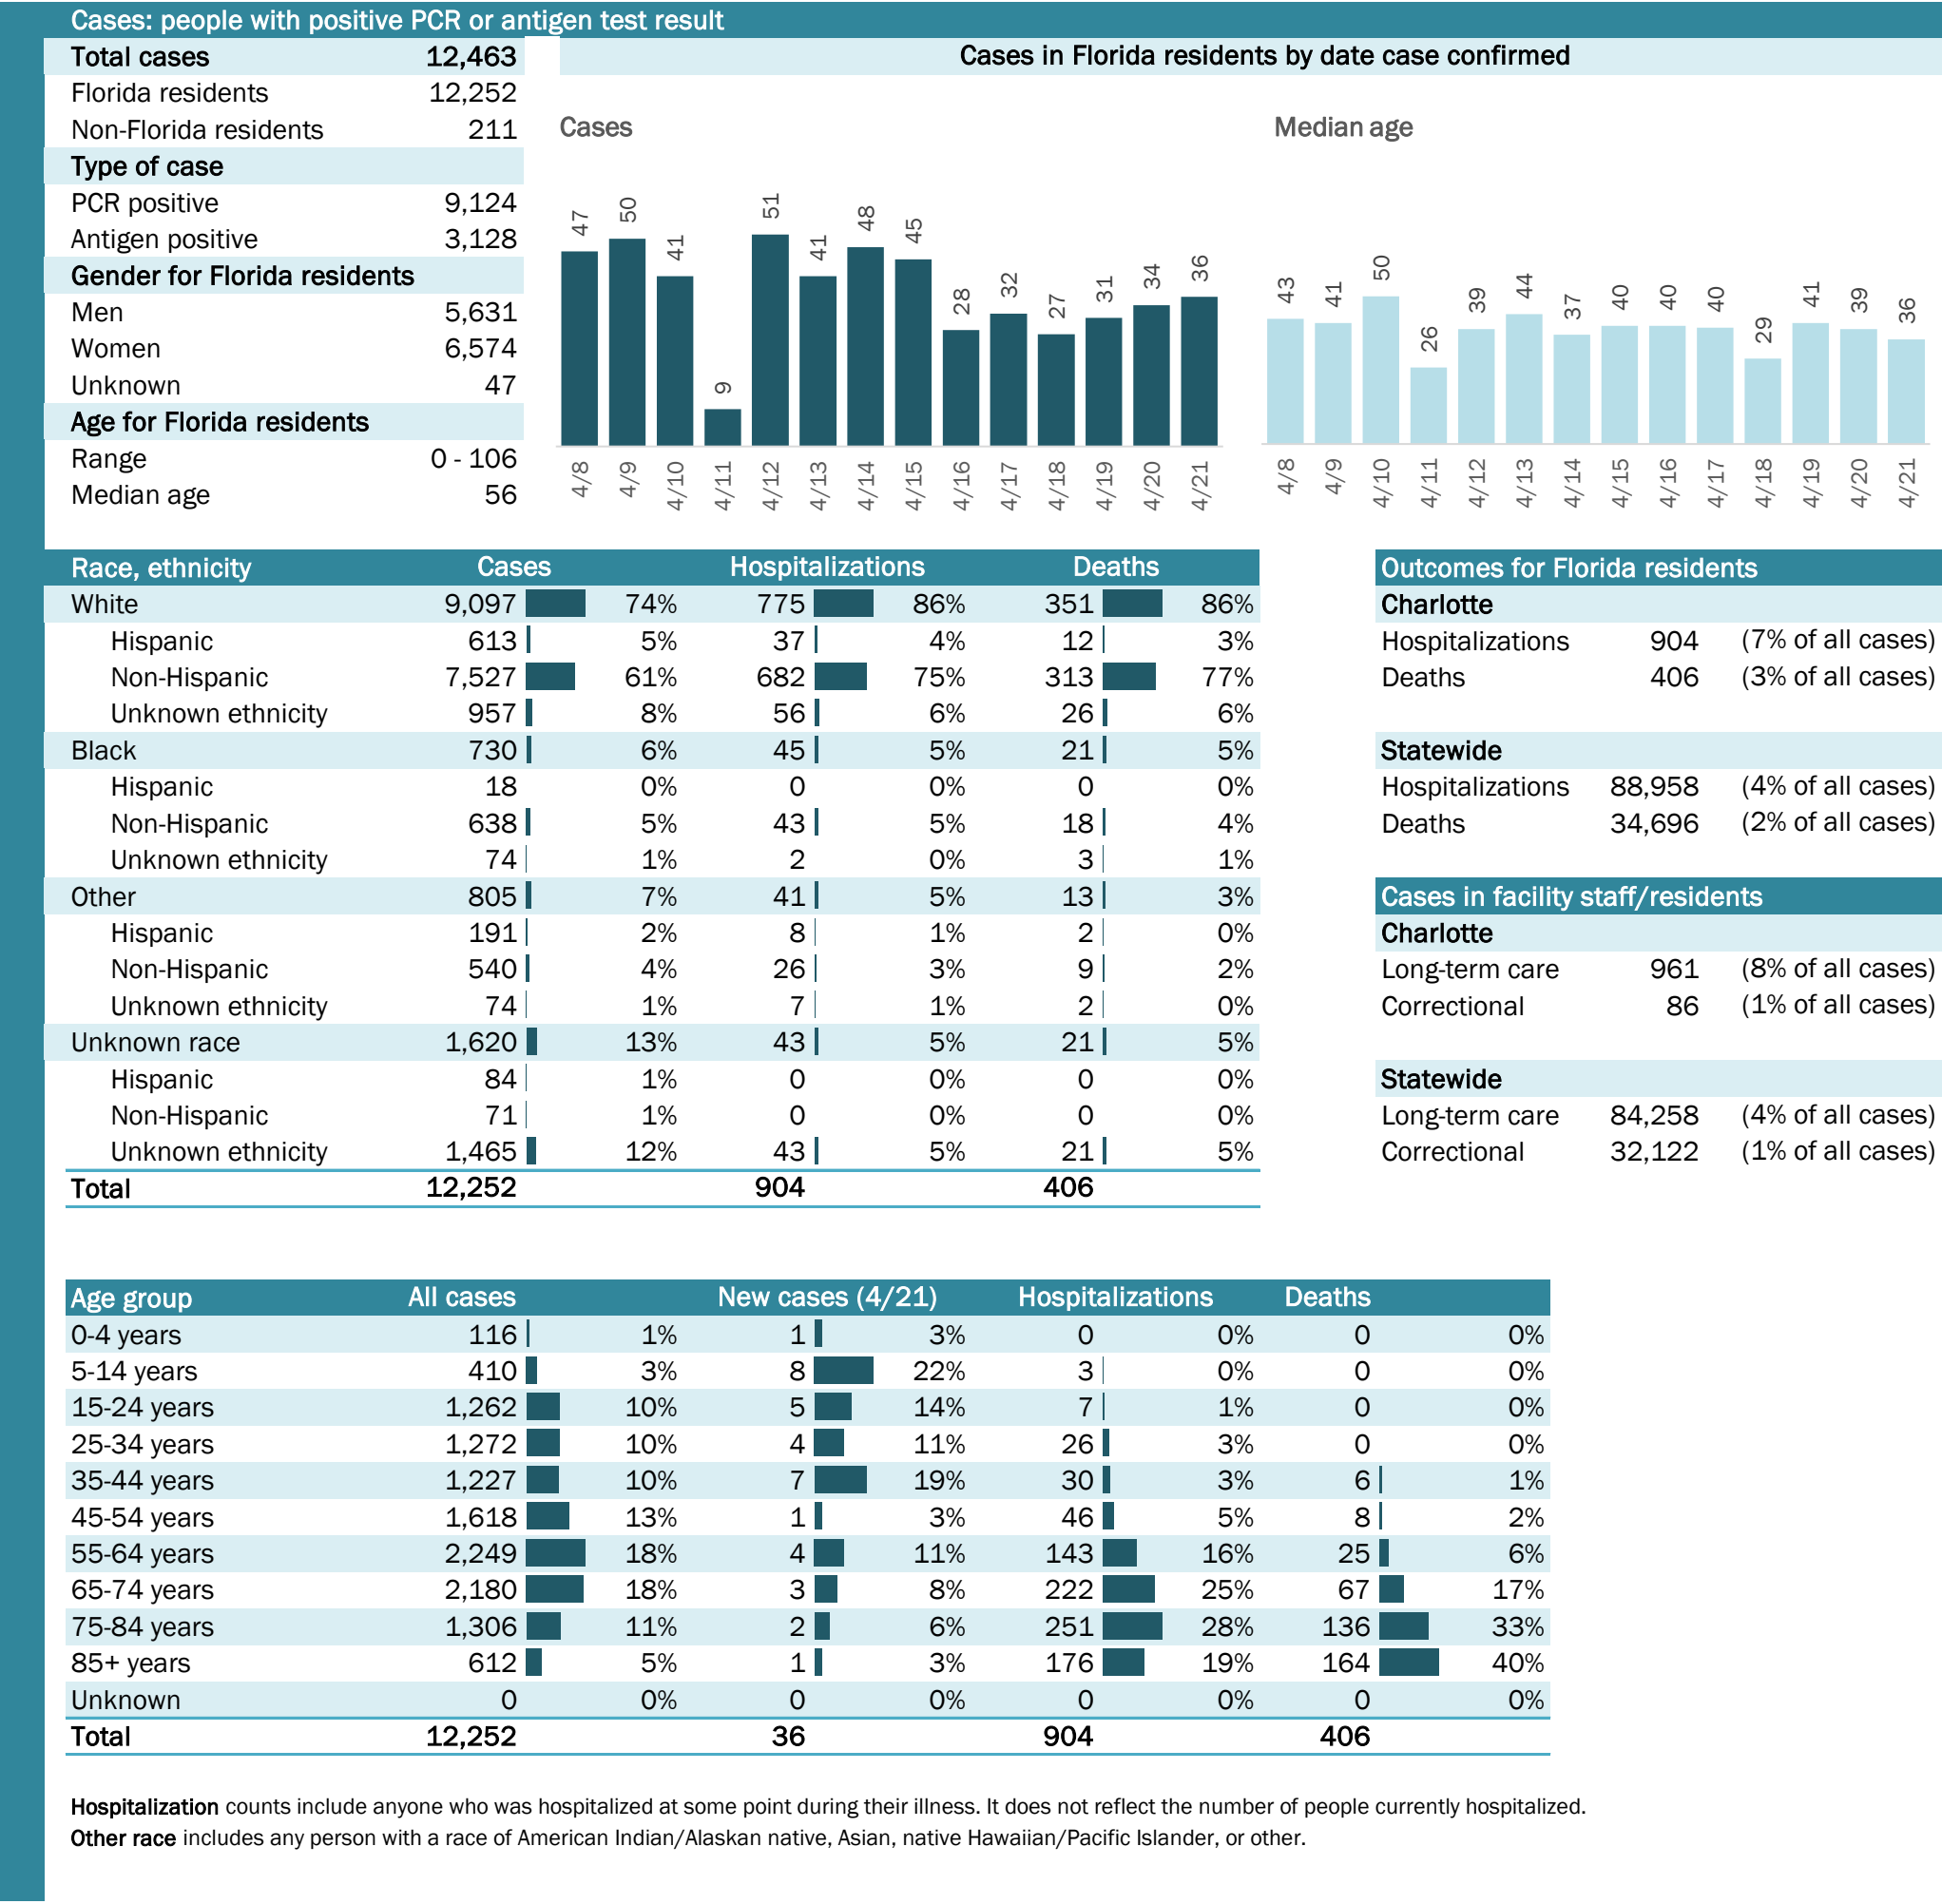 Cases: people with positive PCR or antigen test result
Total cases 12,463
Florida residents 12,252
Non-Florida residents 211
Type of case
PCR positive 9,124
Antigen positive 3,128
Gender for Florida residents
Men 5,631
Women 6,574
Unknown 47
Age for Florida residents
Range 0 - 106
Median age 56
Cases in Florida residents by date case confirmed
Cases
47 50 41 9 51 41 48 45 28 32 27 31 34 36
4/8 4/9 4/10 4/11 4/12 4/13 4/14 4/15 4/16 4/17 4/18 4/19 4/20 4/21
Median age
43 41 50 26 39 44 37 40 40 40 29 41 39 36
4/8 4/9 4/10 4/11 4/12 4/13 4/14 4/15 4/16 4/17 4/18 4/19 4/20 4/21
Race, ethnicity Cases Hospitalizations Deaths
White 9,097 74% 775 86% 351 86%
Hispanic 613 5% 37 4% 12 3%
Non-Hispanic 7,527 61% 682 75% 313 77%
Unknown ethnicity 957 8% 56 6% 26 6%
Black 730 6% 45 5% 21 5%
Hispanic 18 0% 0 0% 0 0%
Non-Hispanic 638 5% 43 5% 18 4%
Unknown ethnicity 74 1% 2 0% 3 1%
Other 805 7% 41 5% 13 3%
Hispanic 191 2% 8 1% 2 0%
Non-Hispanic 540 4% 26 3% 9 2%
Unknown ethnicity 74 1% 7 1% 2 0%
Unknown race 1,620 13% 43 5% 21 5%
Hispanic 84 1% 0 0% 0 0%
Non-Hispanic 71 1% 0 0% 0 0%
Unknown ethnicity 1,465 12% 43 5% 21 5%
Total 12,252 904 406
Outcomes for Florida residents
Charlotte
Hospitalizations 904 (7% of all cases)
Deaths 406 (3% of all cases)
Statewide
Hospitalizations 88,958 (4% of all cases)
Deaths 34,696 (2% of all cases)
Cases in facility staff/residents
Charlotte
Long-term care 961 (8% of all cases)
Correctional 86 (1% of all cases)
Statewide
Long-term care 84,258 (4% of all cases)
Correctional 32,122 (1% of all cases)
Age group All cases New cases (4/21) Hospitalizations Deaths
0-4 years 116 1% 1 3% 0 0% 0 0%
5-14 years 410 3% 8 22% 3 0% 0 0%
15-24 years 1,262 10% 5 14% 7 1% 0 0%
25-34 years 1,272 10% 4 11% 26 3% 0 0%
35-44 years 1,227 10% 7 19% 30 3% 6 1%
45-54 years 1,618 13% 1 3% 46 5% 8 2%
55-64 years 2,249 18% 4 11% 143 16% 25 6%
65-74 years 2,180 18% 3 8% 222 25% 67 17%
75-84 years 1,306 11% 2 6% 251 28% 136 33%
85+ years 612 5% 1 3% 176 19% 164 40%
Unknown 0 0% 0 0% 0 0% 0 0%
Total 12,252 36 904 406
Hospitalization counts include anyone who was hospitalized at some point during their illness. It does not reflect the number of people currently hospitalized.
Other race includes any person with a race of American Indian/Alaskan native, Asian, native Hawaiian/Pacific Islander, or other.